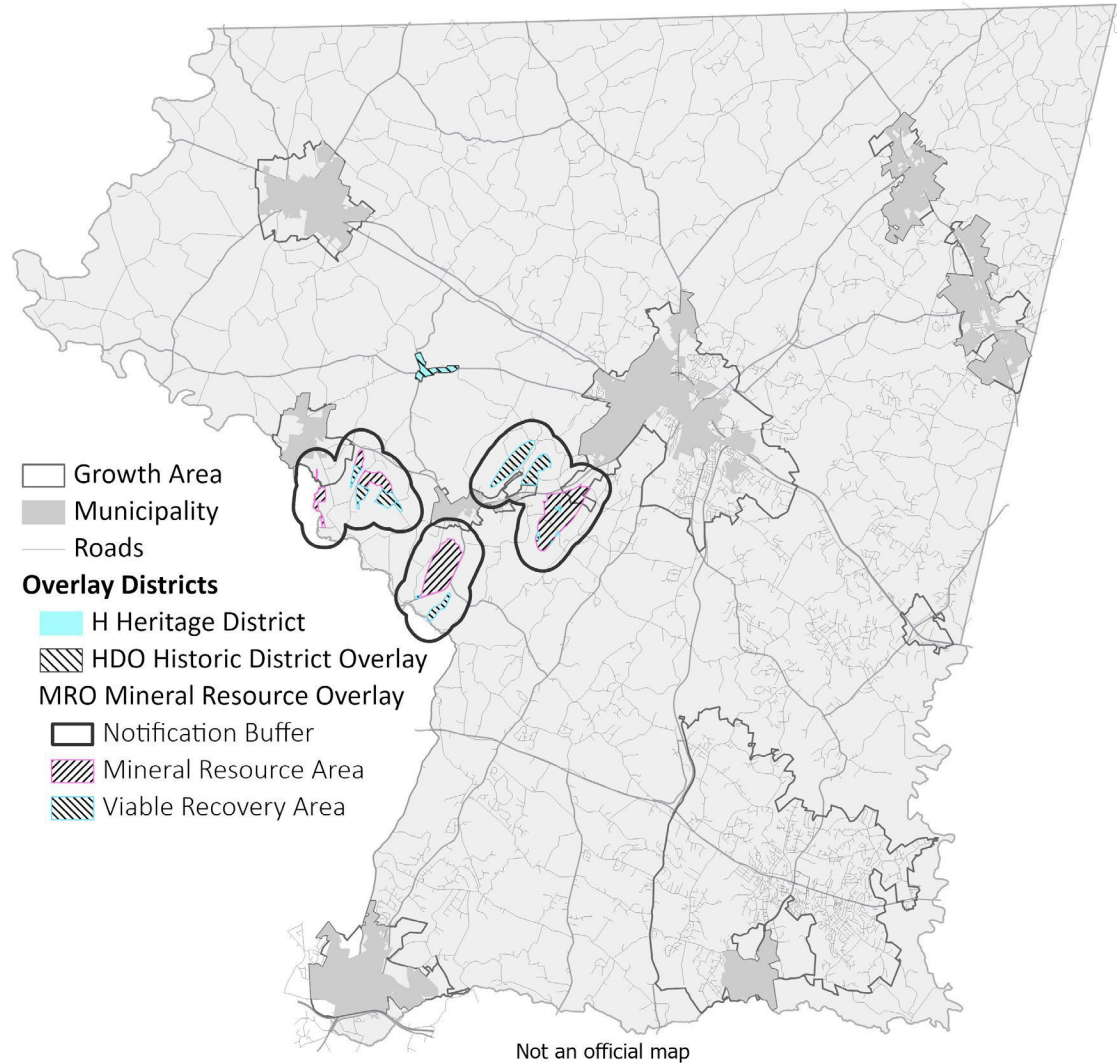 Growth Area
Municipality
Roads
Overlay Districts
H Heritage District
HDO Historic District Overlay
MRO Mineral Resource Overlay
Notification Buffer
Mineral Resource Area
Viable Recovery Area
Not an official map